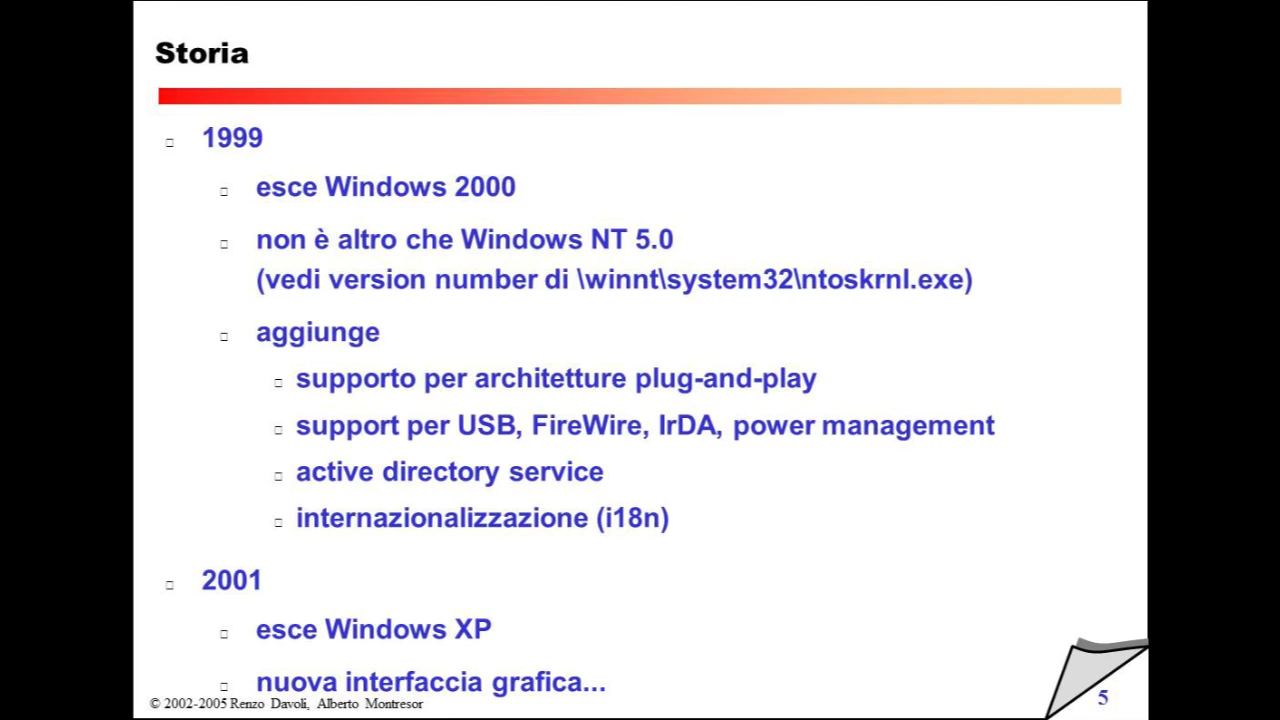 Storia
1999
esce Windows 2000
non è altro che Windows NT 5.0
(vedi version number di \winnt\system32\ntoskrnl.exe)
aggiunge
supporto per architetture plug-and-play
support per USB, FireWire, IrDA, power management
active directory service
internazionalizzazione (i18n)
2001
esce Windows XP
nuova interfaccia grafica...
© 2002-2005 Renzo Davoli, Alberto Montresor
5